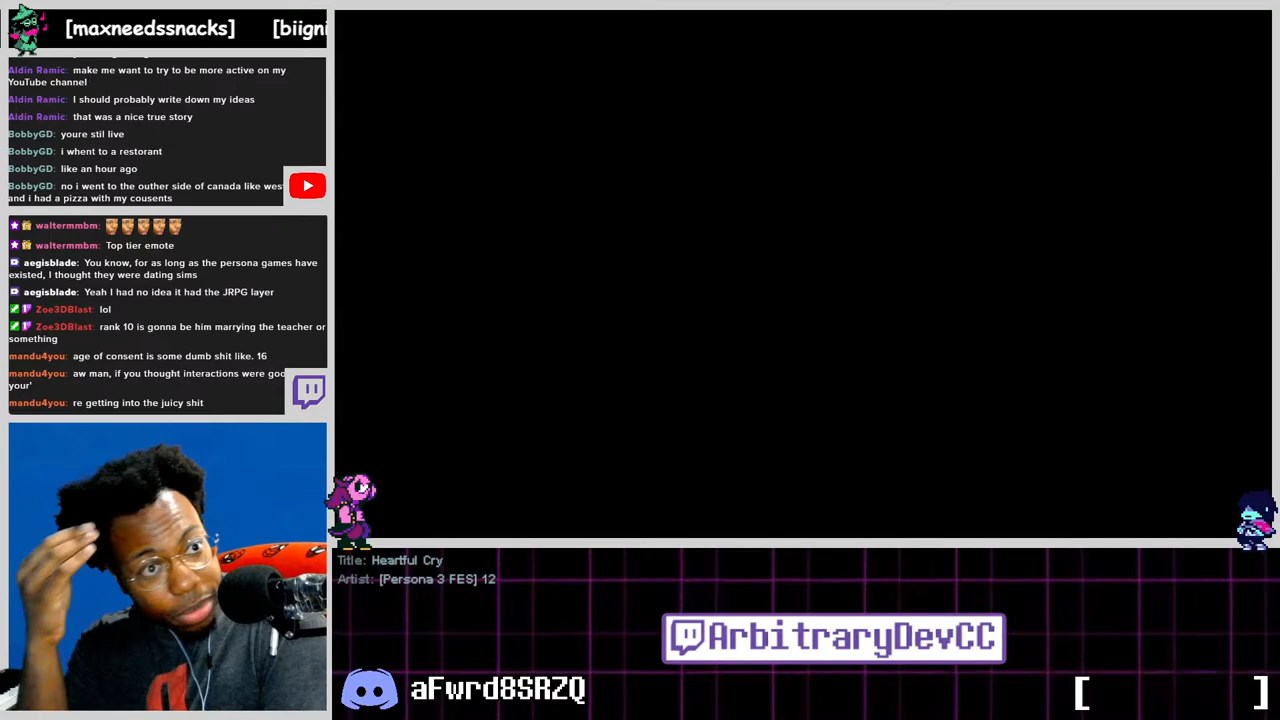 [maxneedssnacks] [biigni
Aldin Ramic: make me want to try to be more active on my
YouTube channel
Aldin Ramic: I should probably write down my ideas
Aldin Ramic: that was a nice true story
BobbyGD: youre stil live
BobbyGD: i whent to a restorant
BobbyGD: like an hour ago
BobbyGD: no i went to the outher side of canada like wes
and i had a pizza with my cousents
waltermmbm:
waltermmbm: Top tier emote
aegisblade: You know, for as long as the persona games have
existed, I thought they were dating sims
aegisblade: Yeah I had no idea it had the JRPG layer
Zoe3DBlast: lol
Zoe3DBlast: rank 10 is gonna be him marrying the teacher or
something
mandu4you: age of consent is some dumb shit like. 16
mandu4you: aw man, if you thought interactions were goo
your'
mandu4you: re getting into the juicy shit
Title: Heartful Cry
Artist: [Persona 3 FES] 12
@ArbitraryDevCC
aFwrd8SRZQ
[ ]